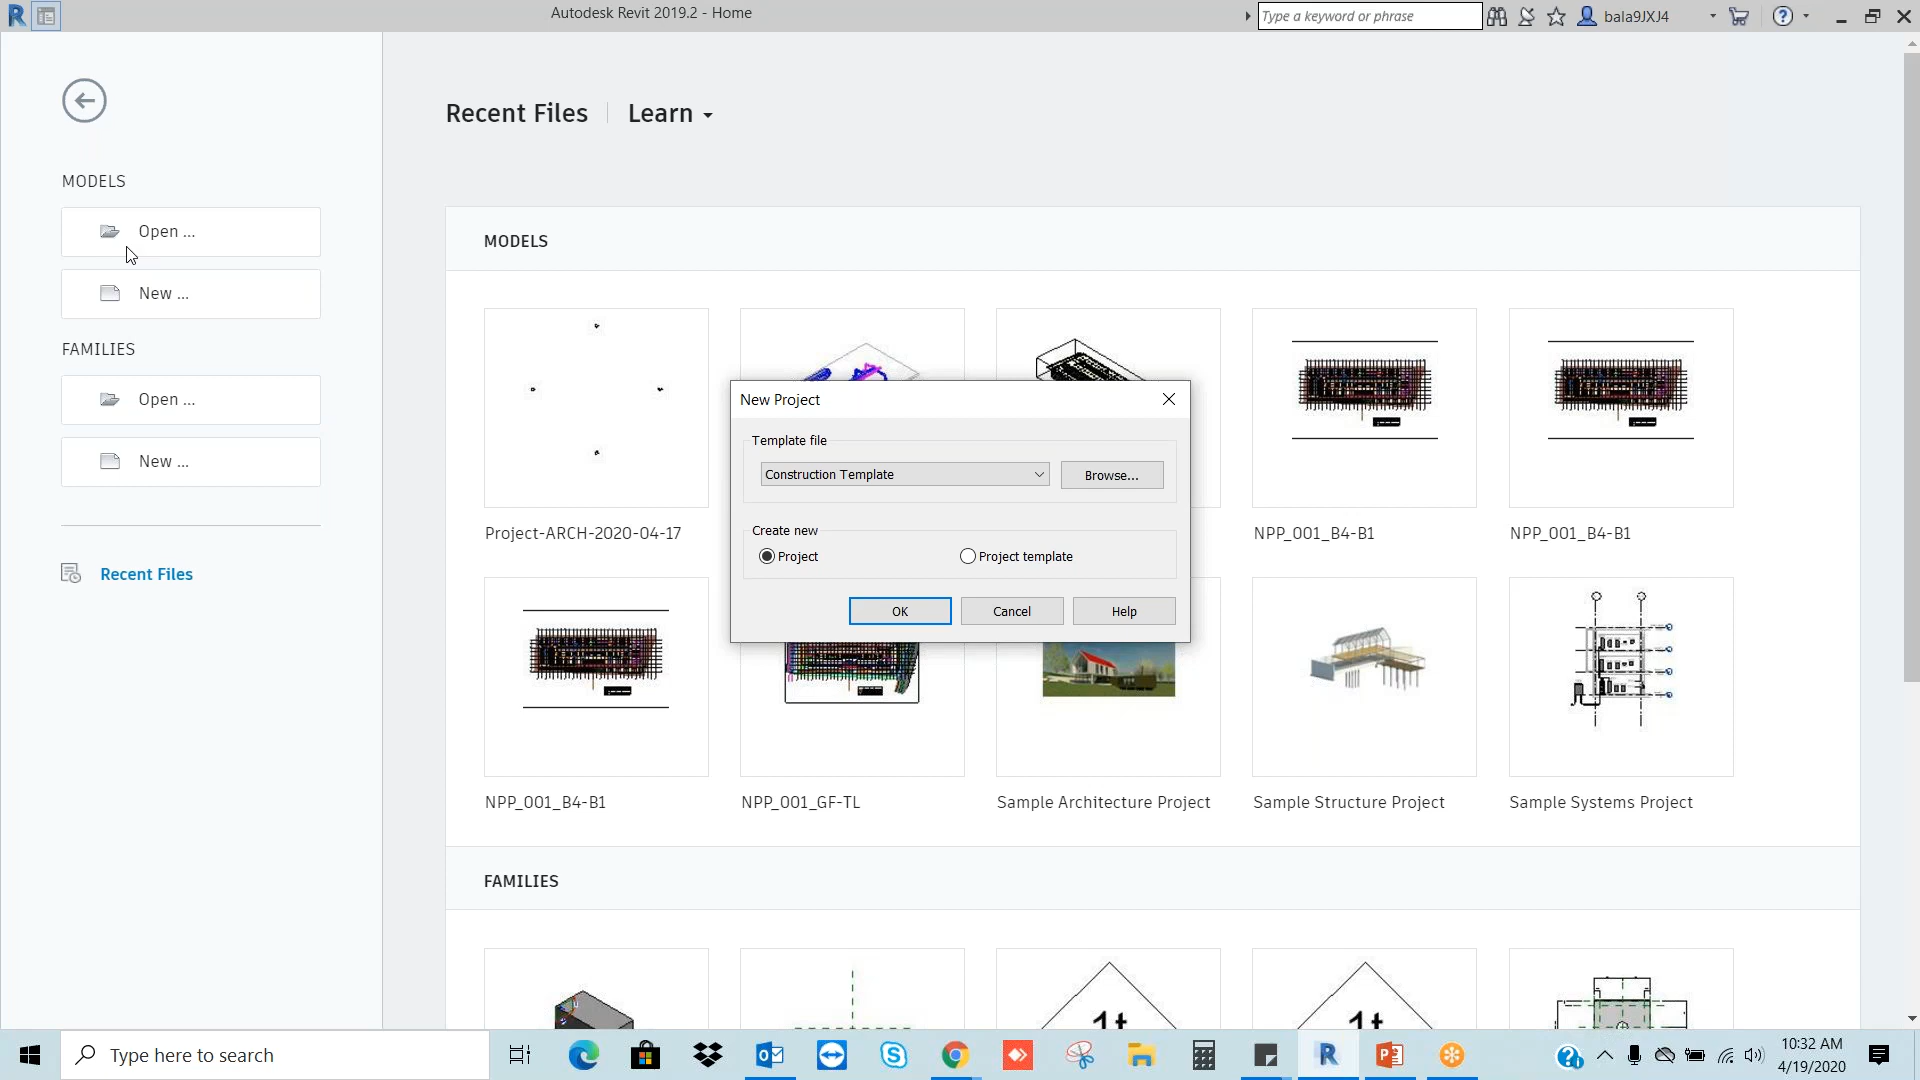 Autodesk Revit 2019.2 - Home
Type a keyword or phrase
bala9JXJ4
Recent Files
Learn
MODELS
Open ...
New ...
FAMILIES
Open ...
New ...
Recent Files
MODELS
Project-ARCH-2020-04-17
NPP_001_B4-B1
NPP_001_B4-B1
New Project
Template file
Construction Template
Browse...
Create new
Project
Project template
OK
Cancel
Help
NPP_001_B4-B1
NPP_001_GF-TL
Sample Architecture Project
Sample Structure Project
Sample Systems Project
FAMILIES
1t
1t
Type here to search
10:32 AM
4/19/2020